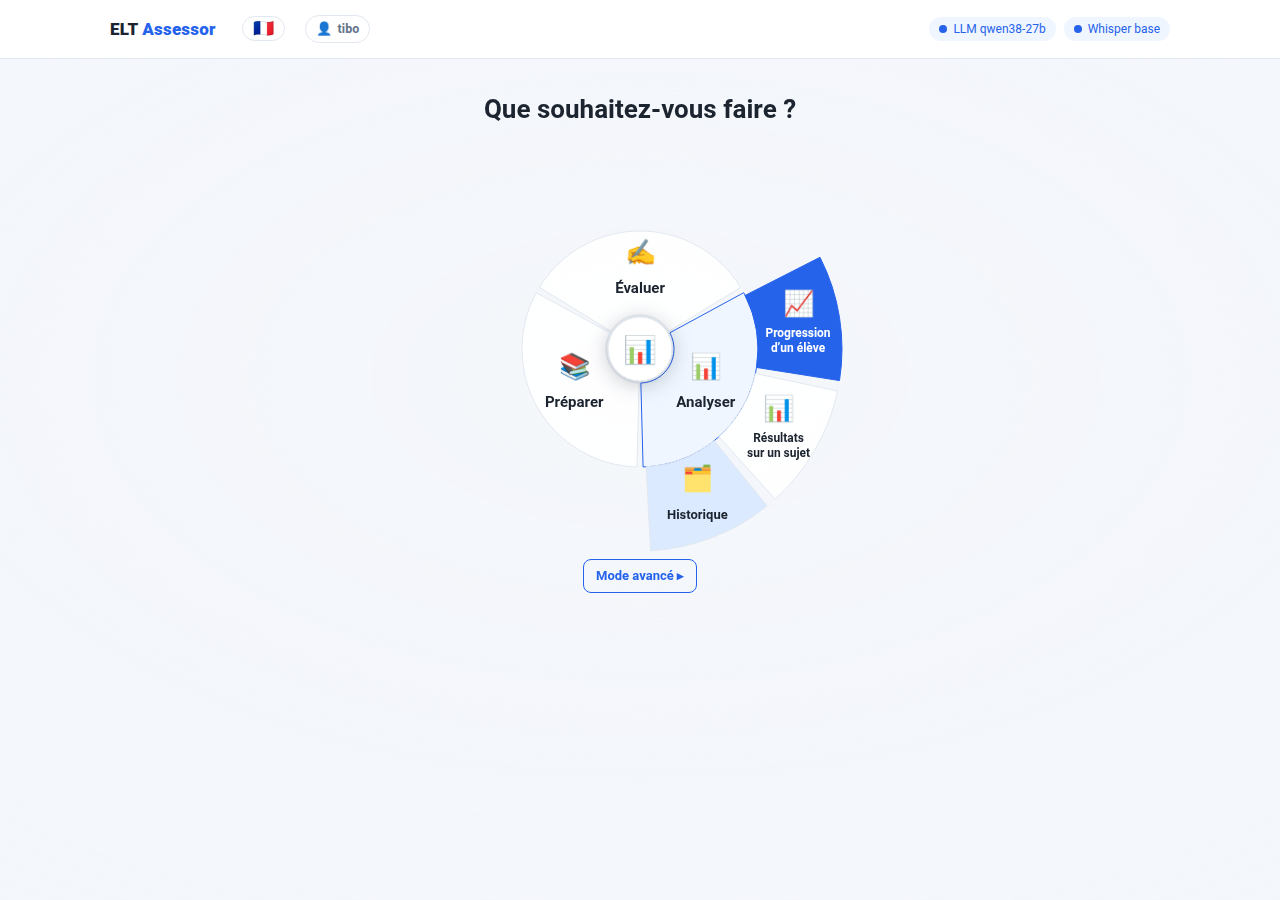 ELT Assessor
tibo
LLM qwen38-27b
Whisper base
Que souhaitez-vous faire ?
Évaluer
Progression
d'un élève
Préparer
Analyser
Résultats
sur un sujet
Historique
Mode avancé ▸